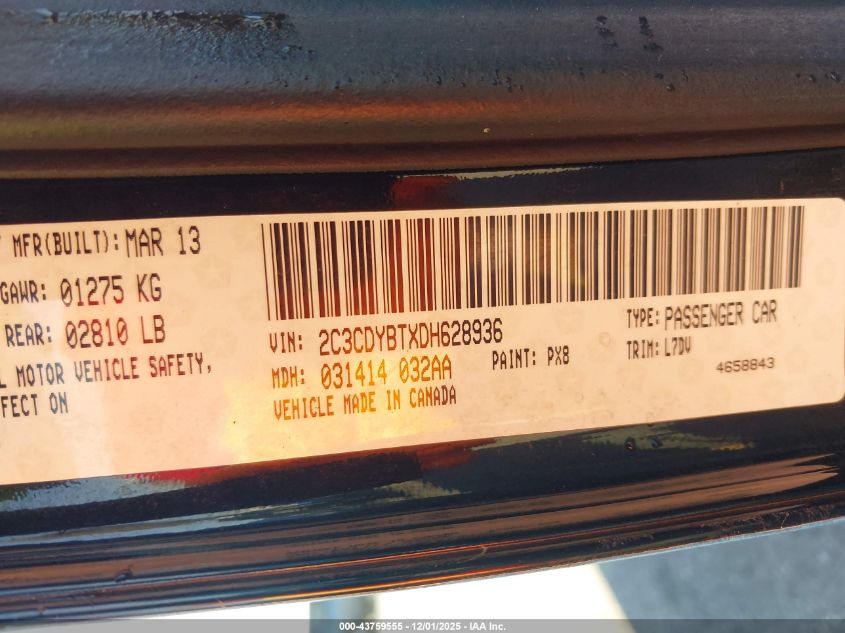 MFR(BUILT): MAR 13
GAWR: 01275 KG
REAR: 02810 LB
MOTOR VEHICLE SAFETY,
ON
VIN: 2C3CDYBTXDH628936
MDH: 031414 032AA
VEHICLE MADE IN CANADA
PAINT: PX8
TYPE: PASSENGER CAR
TRIM: L7DV
4658843
000-43759555 - 12/01/2025 - IAA Inc.